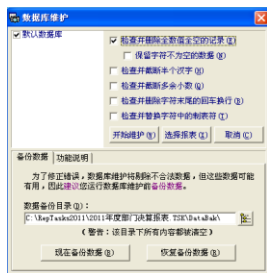 数据库维护
默认数据库
检查并删除全数值全空的记录(E)
保留字符不为空的数据(N)
检查并截断半个汉字(H)
检查并截断多余小数(Q)
检查并删除字符末尾的回车换行(B)
检查并替换字符中的制表符(T)
开始维护(R) 选择报表(Z) 取消(C)
备份数据 功能说明
为了修正错误，数据库维护将剔除不合法数据，但这些数据可能
有用，因此建议您运行数据库维护前备份数据。
数据备份目录(D)：
C:\RepTasks2011\2011年度部门决算报表.TSK\DataBak\
(警告：该目录下所有内容都被清空)
现在备份数据(B) 恢复备份数据(R)